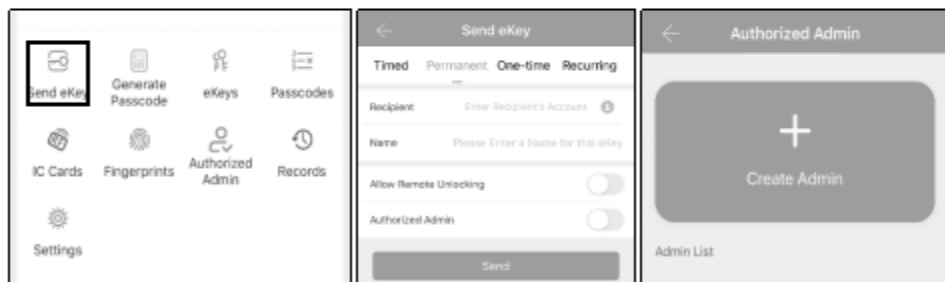 Send eKey
Generate
Passcode
eKeys
Passcodes
IC Cards
Fingerprints
Authorized
Admin
Records
Settings
Send eKey
Timed Permanent One-time Recurring
Recipient Enter Recipient's Account
Name Please Enter a Name for this eKey
Allow Remote Unlocking
Authorized Admin
Send
Authorized Admin
Create Admin
Admin List